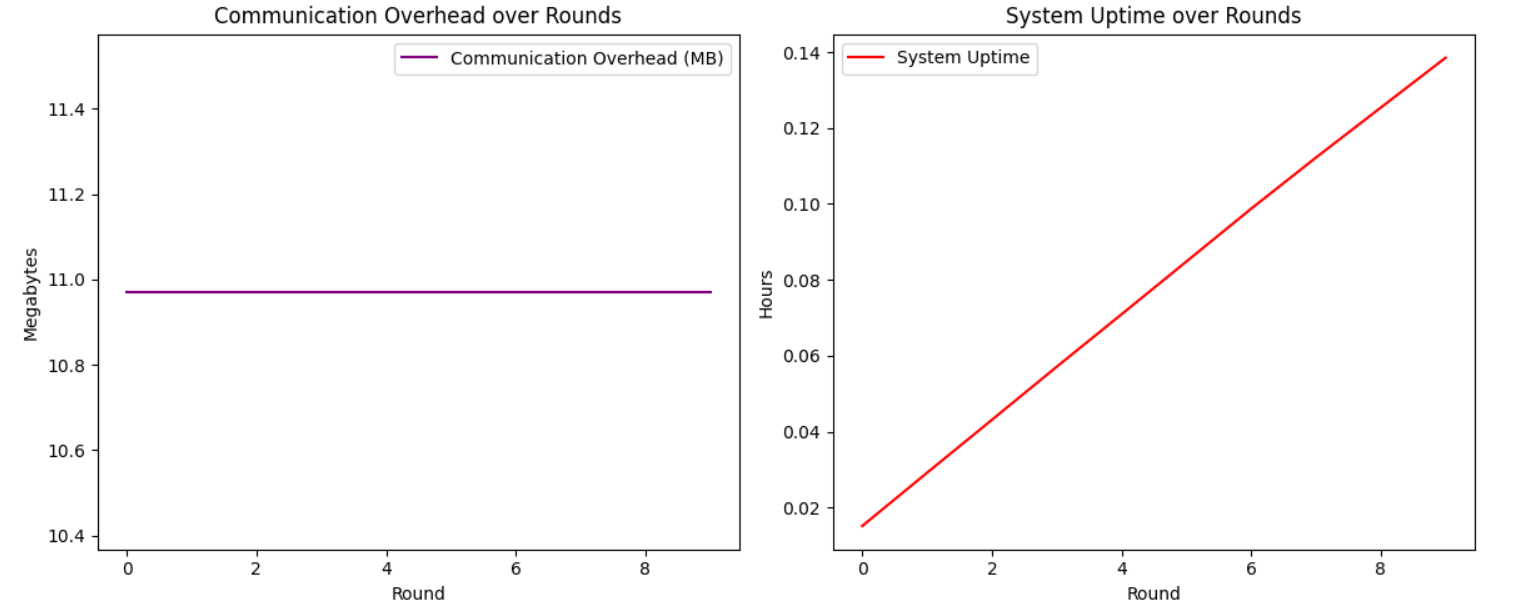 Communication Overhead over Rounds
Communication Overhead (MB)
11.4
11.2
11.0
10.8
10.6
10.4
Megabytes
0 2 4 6 8
Round
System Uptime over Rounds
System Uptime
0.14
0.12
0.10
0.08
0.06
0.04
0.02
Hours
0 2 4 6 8
Round